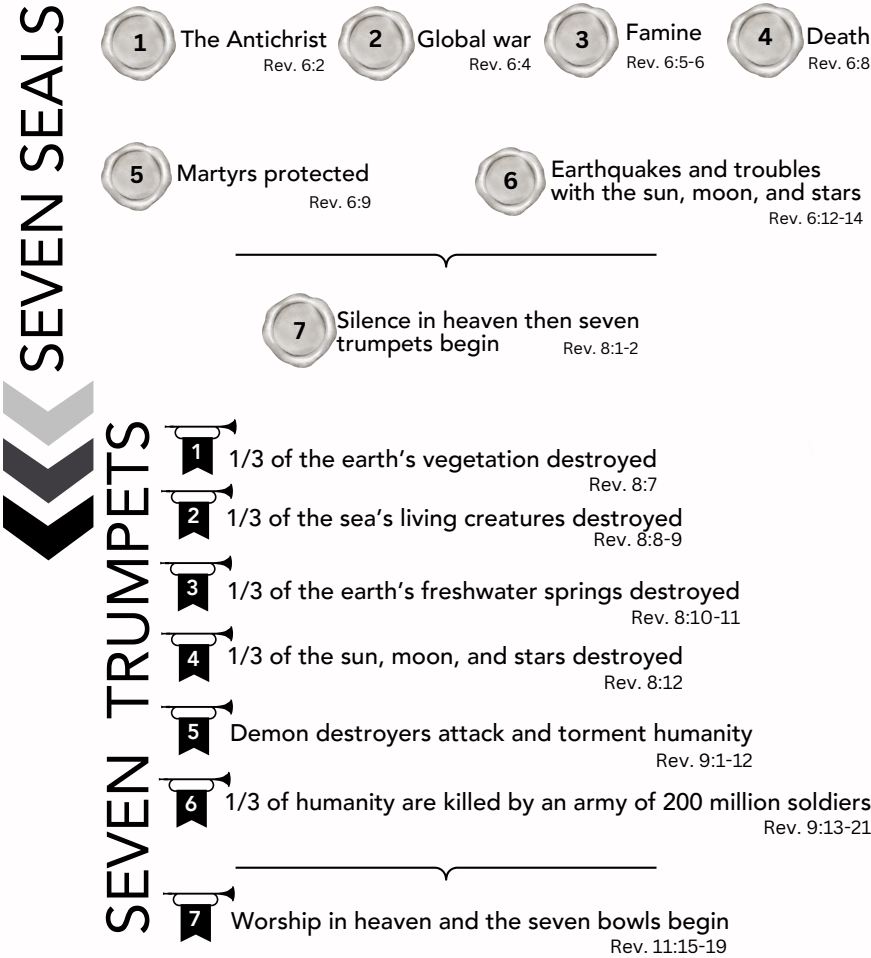 SEVEN SEALS
1
The Antichrist
Rev. 6:2
2
Global war
Rev. 6:4
3
Famine
Rev. 6:5-6
4
Death
Rev. 6:8
5
Martyrs protected
Rev. 6:9
6
Earthquakes and troubles
with the sun, moon, and stars
Rev. 6:12-14
7
Silence in heaven then seven
trumpets begin
Rev. 8:1-2
SEVEN TRUMPETS
1
1/3 of the earth’s vegetation destroyed
Rev. 8:7
2
1/3 of the sea’s living creatures destroyed
Rev. 8:8-9
3
1/3 of the earth’s freshwater springs destroyed
Rev. 8:10-11
4
1/3 of the sun, moon, and stars destroyed
Rev. 8:12
5
Demon destroyers attack and torment humanity
Rev. 9:1-12
6
1/3 of humanity are killed by an army of 200 million soldiers
Rev. 9:13-21
7
Worship in heaven and the seven bowls begin
Rev. 11:15-19